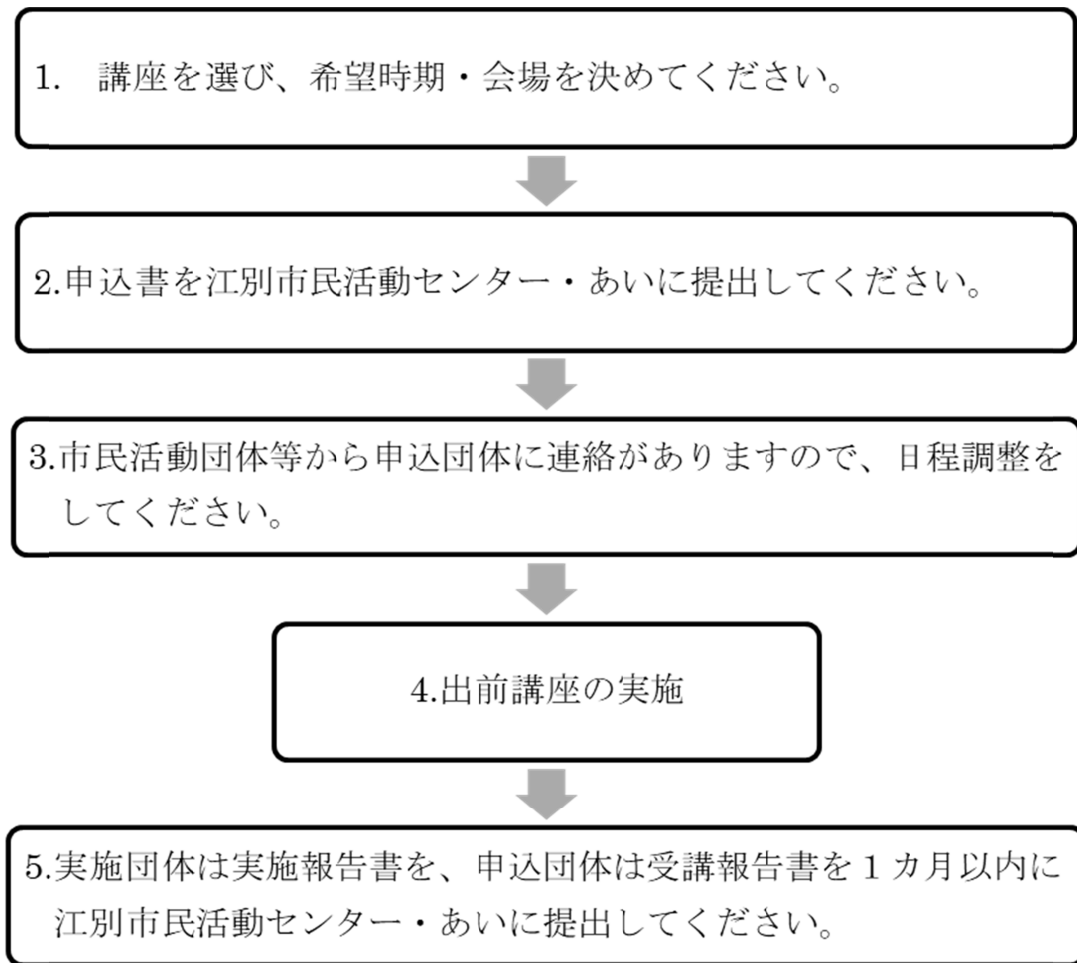 1.　講座を選び、希望時期・会場を決めてください。
2.申込書を江別市民活動センター・あいに提出してください。
3.市民活動団体等から申込団体に連絡がありますので、日程調整を
してください。
4.出前講座の実施
5.実施団体は実施報告書を、申込団体は受講報告書を 1 カ月以内に
江別市民活動センター・あいに提出してください。